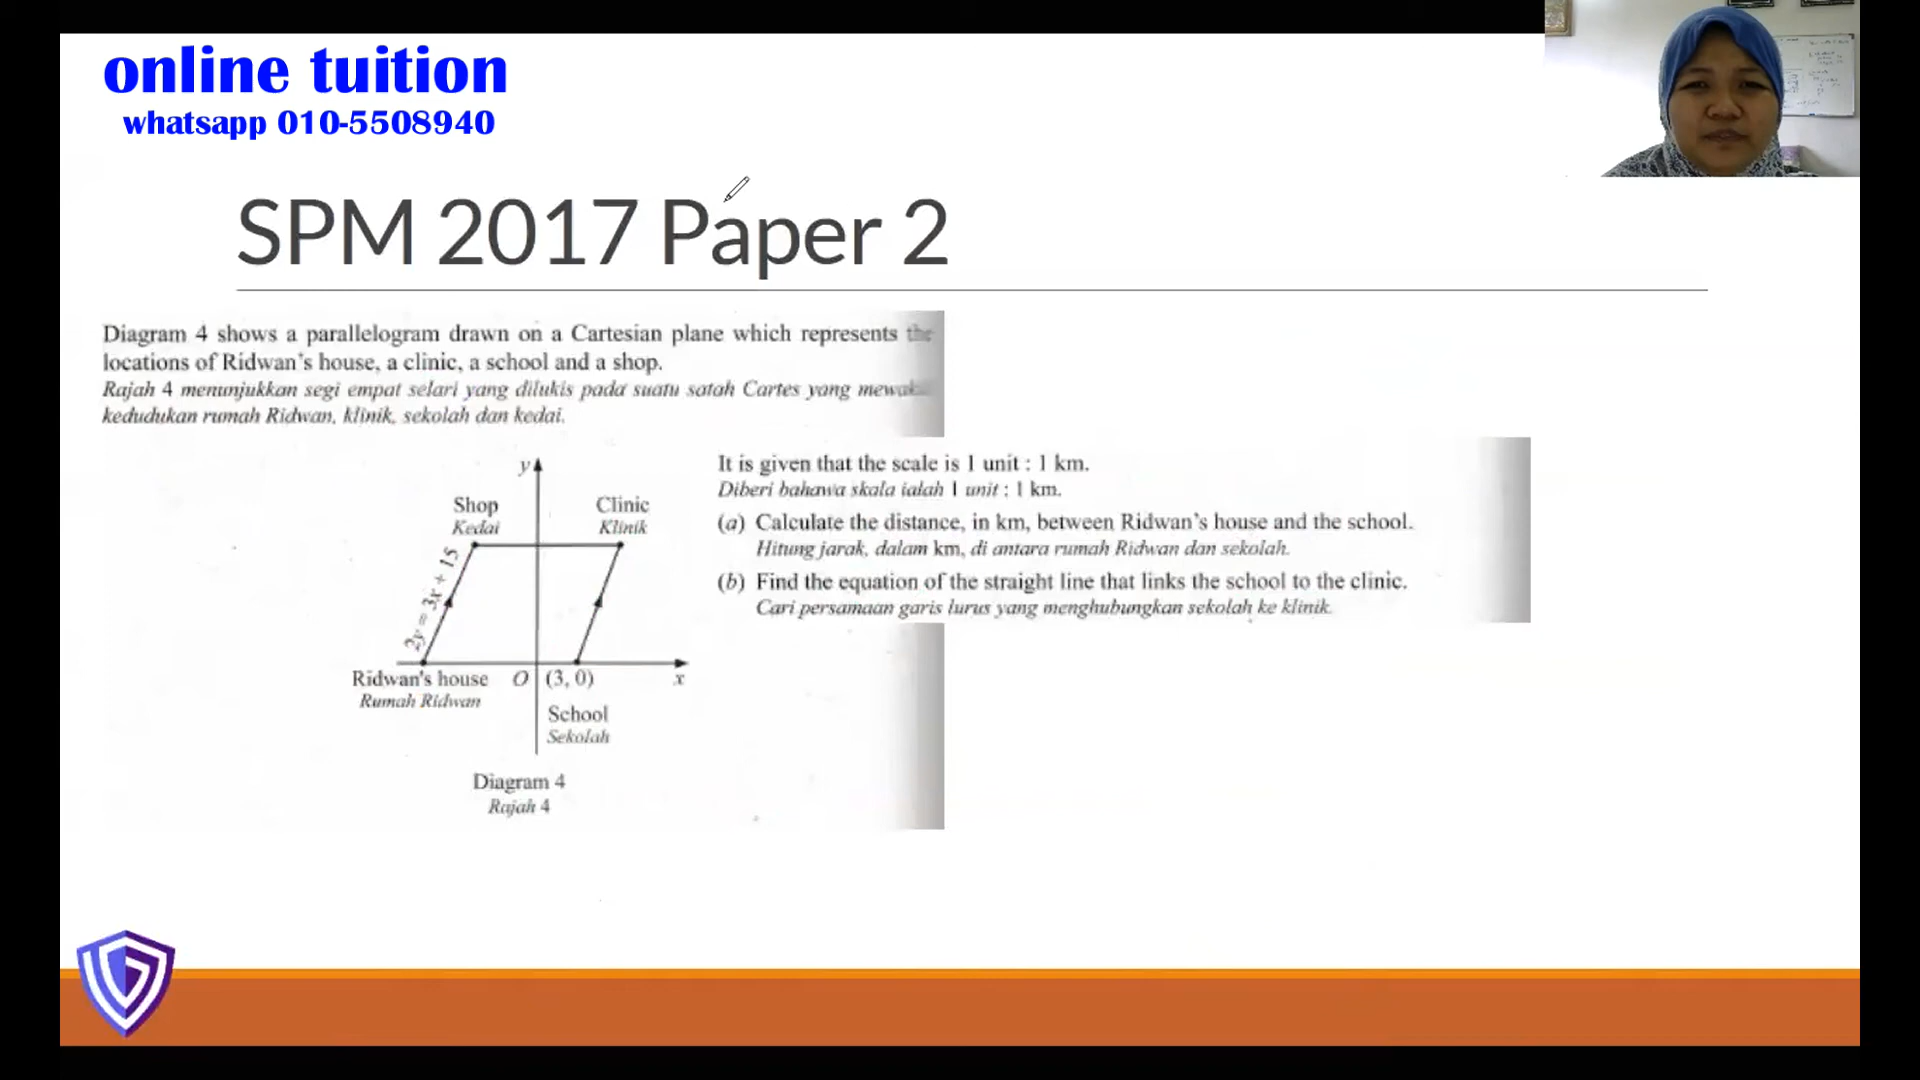 online tuition
whatsapp 010-5508940
SPM 2017 Paper 2
Diagram 4 shows a parallelogram drawn on a Cartesian plane which represents the
locations of Ridwan's house, a clinic, a school and a shop.
Rajah 4 menunjukkan segi empat selari yang dilukis pada suatu satah Cartes yang
kedudukan rumah Ridwan, klinik, sekolah dan kedai.
y
Shop
Kedai
Clinic
Klinik
2y = 3x + 15
Ridwan's house
Rumah Ridwan
O
(3, 0)
x
School
Sekolah
Diagram 4
Rajah 4
It is given that the scale is 1 unit : 1 km.
Diberi bahawa skala ialah 1 unit : 1 km.
(a) Calculate the distance, in km, between Ridwan's house and the school.
Hitung jarak, dalam km, di antara rumah Ridwan dan sekolah.
(b) Find the equation of the straight line that links the school to the clinic.
Cari persamaan garis lurus yang menghubungkan sekolah ke klinik.